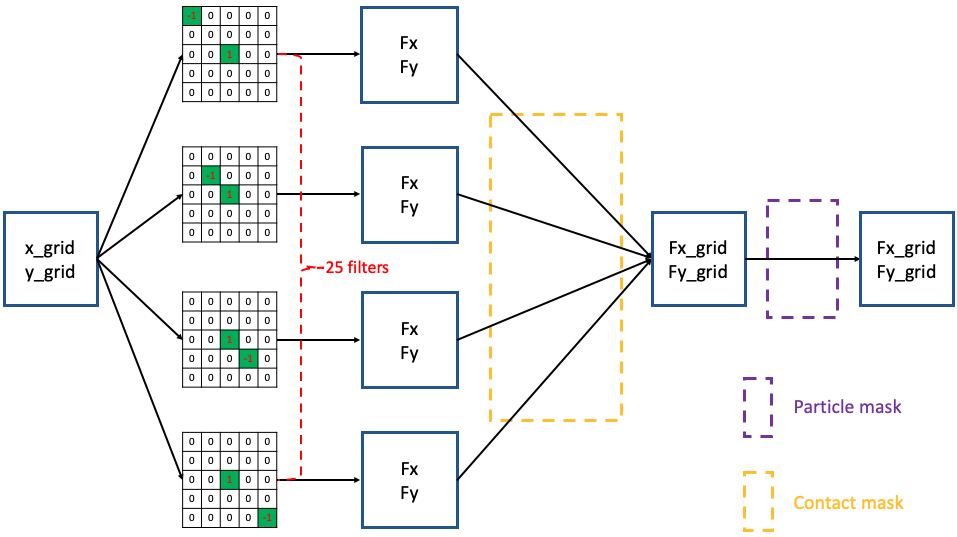 x_grid
y_grid
-1 0 0 0 0
0 0 0 0 0
0 0 1 0 0
0 0 0 0 0
0 0 0 0 0
0 0 0 0 0
0 -1 0 0 0
0 0 1 0 0
0 0 0 0 0
0 0 0 0 0
0 0 0 0 0
0 0 0 0 0
0 0 1 0 0
0 0 0 -1 0
0 0 0 0 0
0 0 0 0 0
0 0 0 0 0
0 0 1 0 0
0 0 0 0 0
0 0 0 0 -1
25 filters
Fx
Fy
Fx
Fy
Fx
Fy
Fx
Fy
Fx_grid
Fy_grid
Fx_grid
Fy_grid
Particle mask
Contact mask